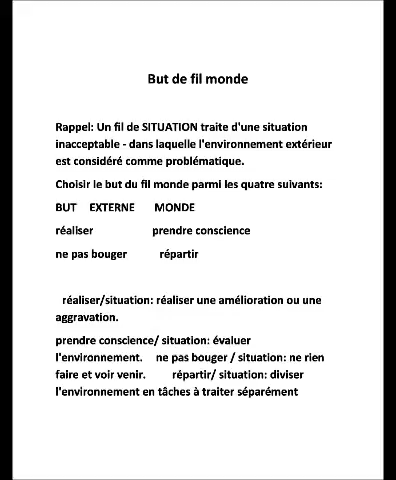 But de fil monde
Rappel: Un fil de SITUATION traite d'une situation
inacceptable - dans laquelle l'environnement extérieur
est considéré comme problématique.
Choisir le but du fil monde parmi les quatre suivants:
BUT EXTERNE MONDE
réaliser prendre conscience
ne pas bouger répartir
réaliser/situation: réaliser une amélioration ou une
aggravation.
prendre conscience/ situation: évaluer
l'environnement. ne pas bouger / situation: ne rien
faire et voir venir. répartir/ situation: diviser
l'environnement en tâches à traiter séparément